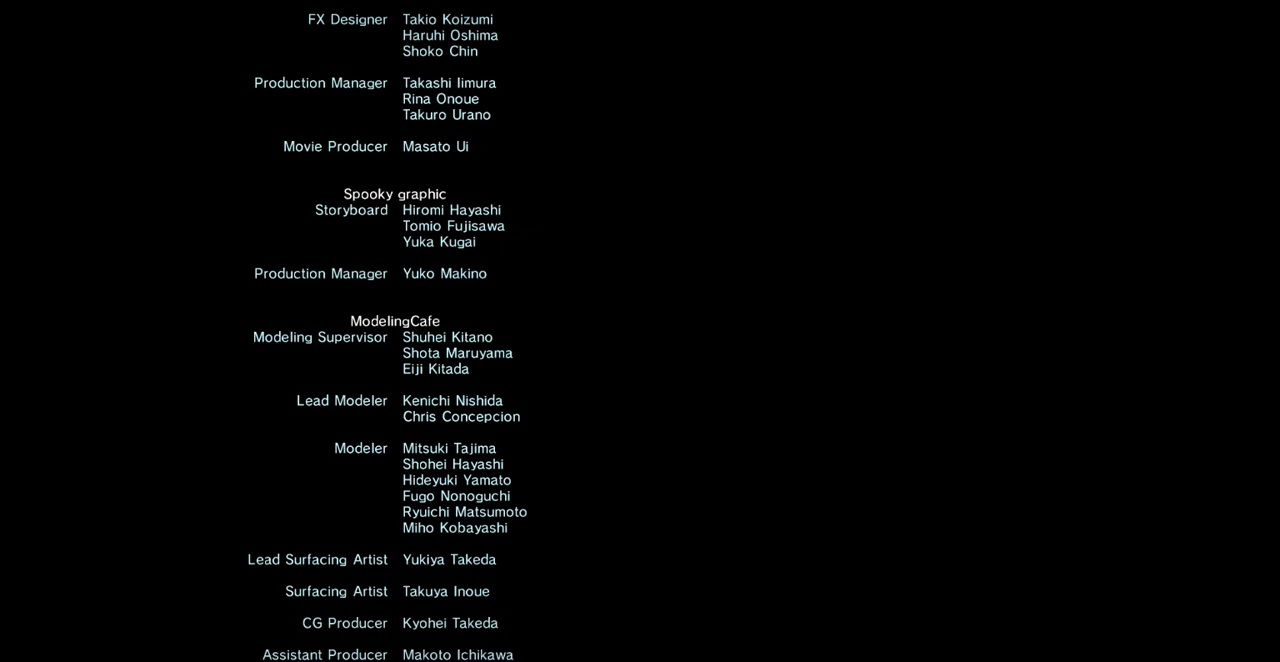 FX Designer Takio Koizumi
Haruhi Oshima
Shoko Chin
Production Manager Takashi Iimura
Rina Onoue
Takuro Urano
Movie Producer Masato Ui
Spooky graphic
Storyboard Hiromi Hayashi
Tomio Fujisawa
Yuka Kugai
Production Manager Yuko Makino
ModelingCafe
Modeling Supervisor Shuhei Kitano
Shota Maruyama
Eiji Kitada
Lead Modeler Kenichi Nishida
Chris Concepcion
Modeler Mitsuki Tajima
Shohei Hayashi
Hideyuki Yamato
Fugo Nonoguchi
Ryuichi Matsumoto
Miho Kobayashi
Lead Surfacing Artist Yukiya Takeda
Surfacing Artist Takuya Inoue
CG Producer Kyohei Takeda
Assistant Producer Makoto Ichikawa